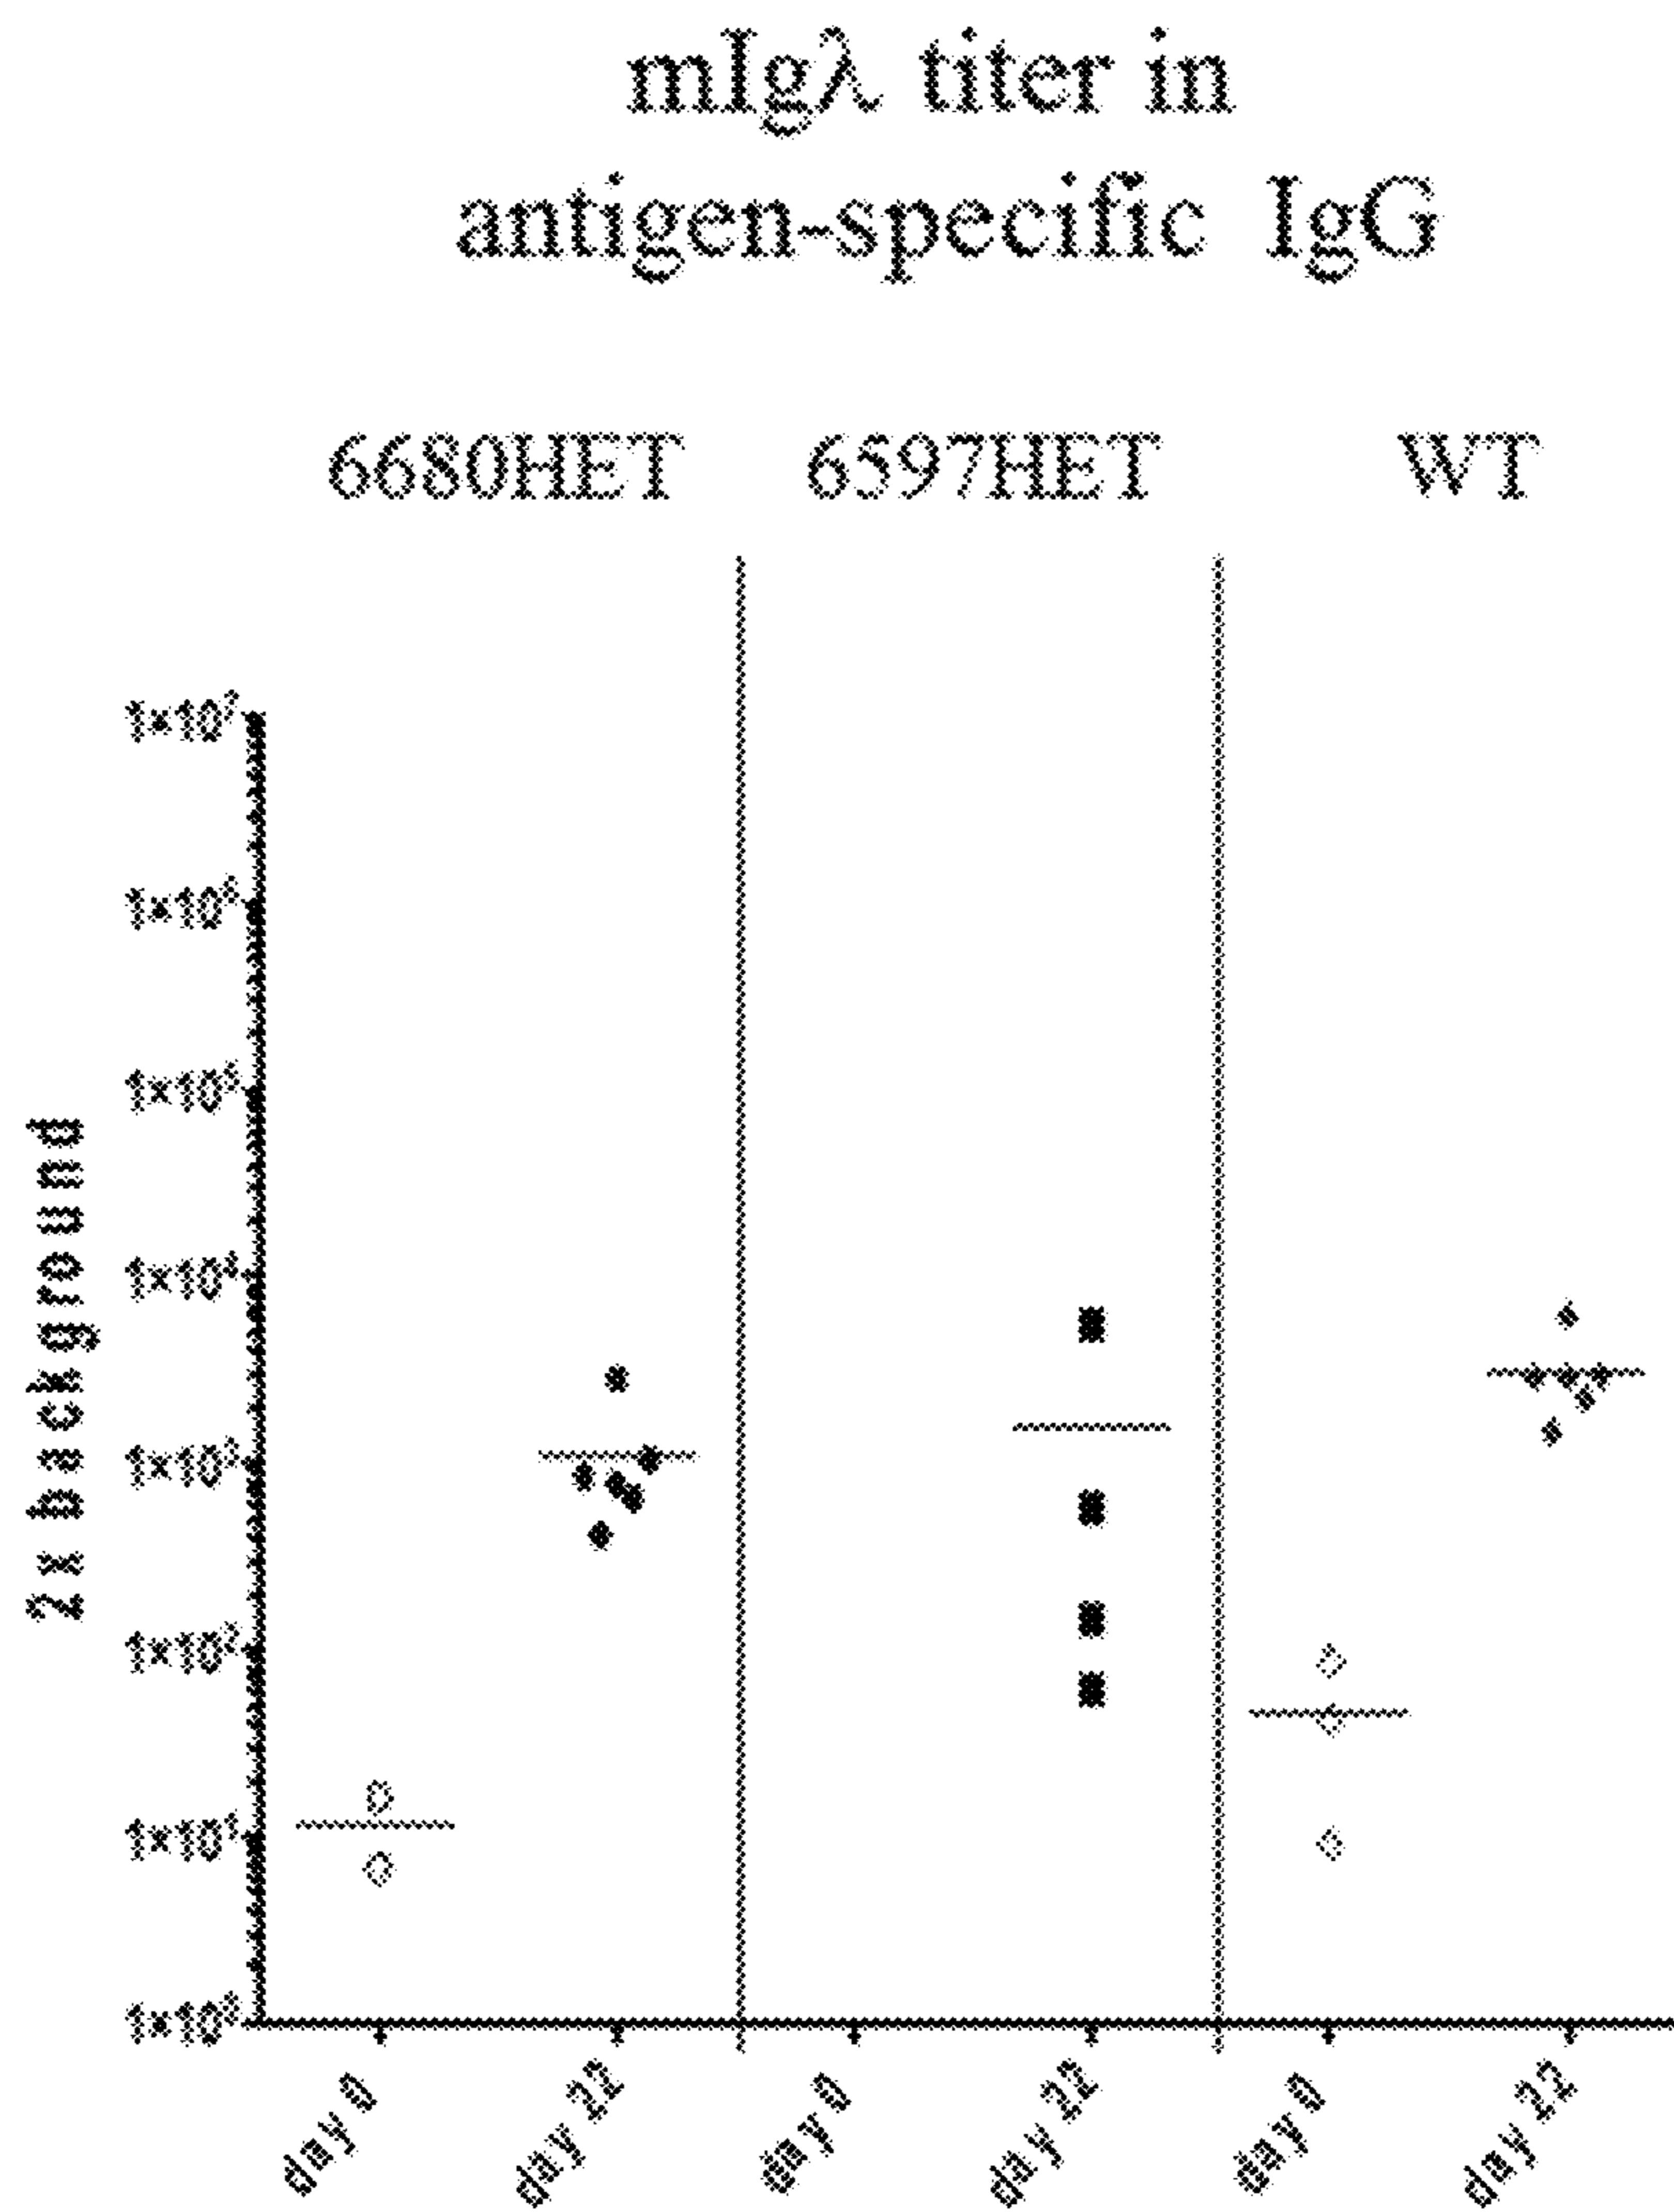 mIgλ titer in
antigen-specific IgG
6680HET 6597HET WT
1×10⁷
1×10⁶
1×10⁵
1×10⁴
1×10³
1×10²
1×10¹
1×10⁰
2x background
day 0 day 22 day 0 day 22 day 0 day 22